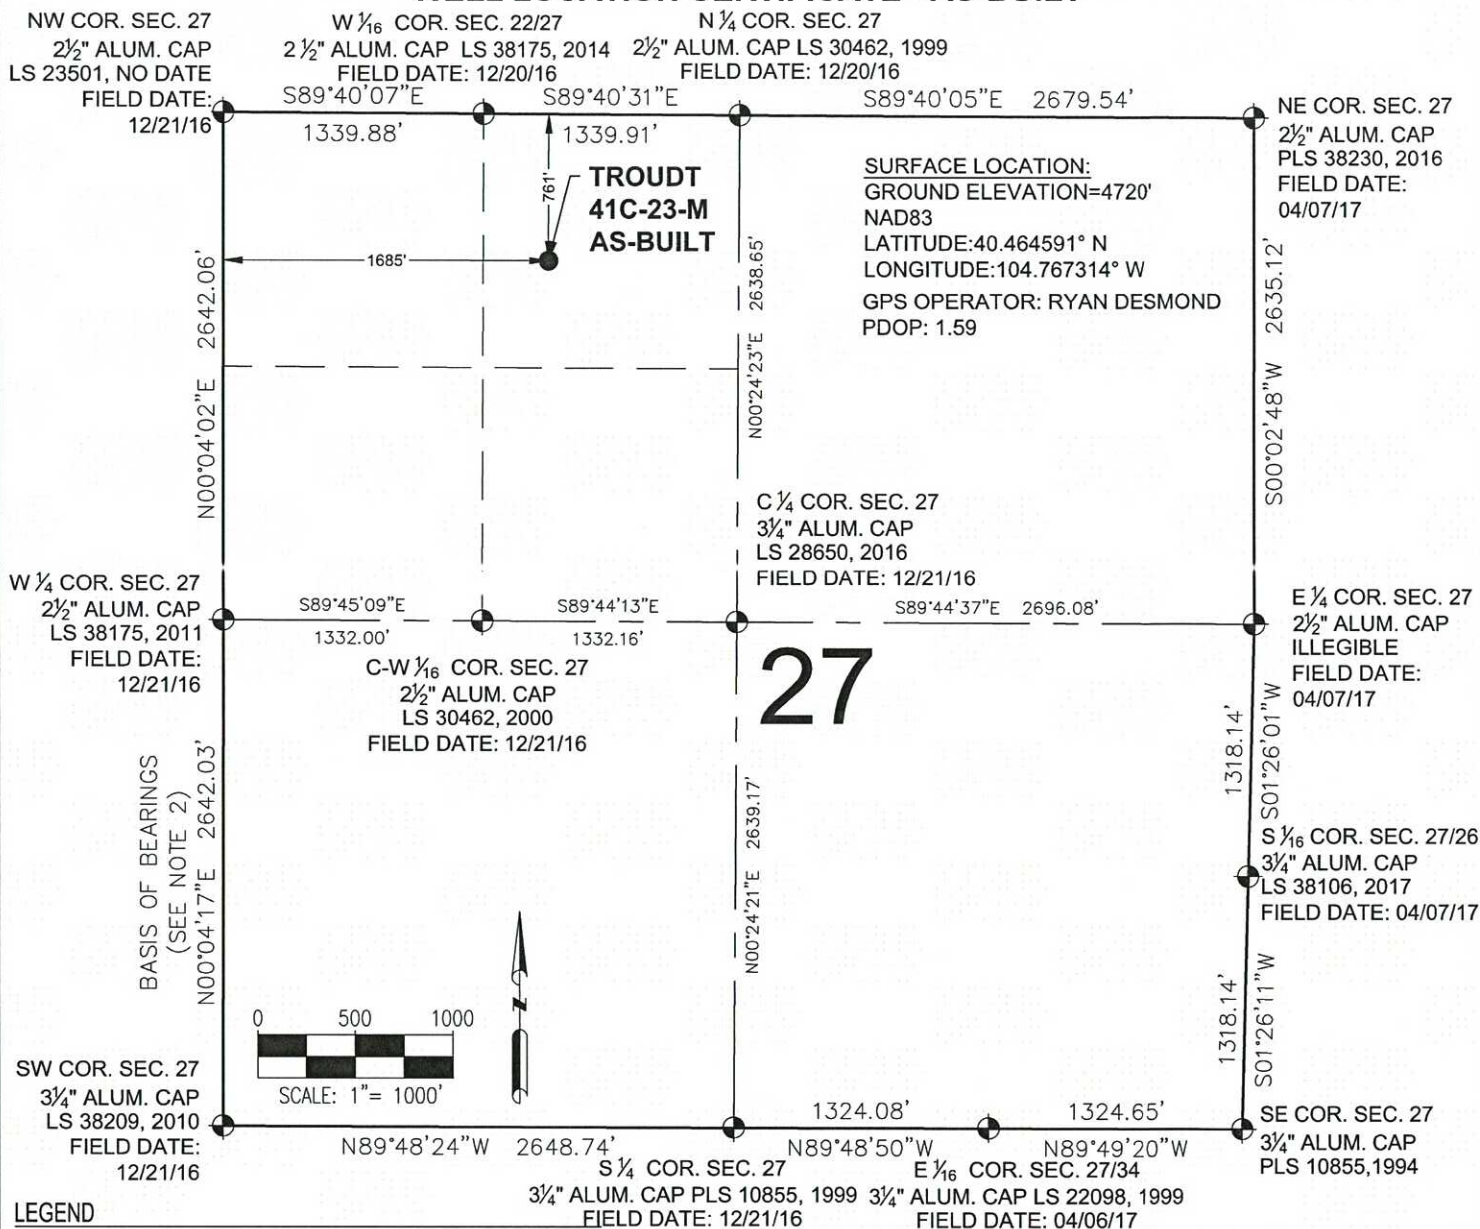 WELL LOCATION CERTIFICATE - AS-BUILT
NW COR. SEC. 27
2½" ALUM. CAP
LS 23501, NO DATE
FIELD DATE:
12/21/16
W 1⁄16 COR. SEC. 22/27
2 ½" ALUM. CAP LS 38175, 2014
FIELD DATE: 12/20/16
N ¼ COR. SEC. 27
2½" ALUM. CAP LS 30462, 1999
FIELD DATE: 12/20/16
S89°40'07"E
1339.88'
S89°40'31"E
1339.91'
S89°40'05"E 2679.54'
NE COR. SEC. 27
2½" ALUM. CAP
PLS 38230, 2016
FIELD DATE:
04/07/17
761'
TROUDT
41C-23-M
AS-BUILT
1685'
SURFACE LOCATION:
GROUND ELEVATION=4720'
NAD83
LATITUDE:40.464591° N
LONGITUDE:104.767314° W
GPS OPERATOR: RYAN DESMOND
PDOP: 1.59
N00°04'02"E 2642.06'
N00°24'23"E 2638.65'
S00°02'48"W 2635.12'
C ¼ COR. SEC. 27
3¼" ALUM. CAP
LS 28650, 2016
FIELD DATE: 12/21/16
W ¼ COR. SEC. 27
2½" ALUM. CAP
LS 38175, 2011
FIELD DATE:
12/21/16
S89°45'09"E
1332.00'
S89°44'13"E
1332.16'
S89°44'37"E 2696.08'
E ¼ COR. SEC. 27
2½" ALUM. CAP
ILLEGIBLE
FIELD DATE:
04/07/17
C-W 1⁄16 COR. SEC. 27
2½" ALUM. CAP
LS 30462, 2000
FIELD DATE: 12/21/16
27
BASIS OF BEARINGS
(SEE NOTE 2)
N00°04'17"E 2642.03'
N00°24'21"E 2639.17'
1318.14'
S01°26'01"W
S 1⁄16 COR. SEC. 27/26
3¼" ALUM. CAP
LS 38106, 2017
FIELD DATE: 04/07/17
1318.14'
S01°26'11"W
0 500 1000
SCALE: 1"= 1000'
N
SW COR. SEC. 27
3¼" ALUM. CAP
LS 38209, 2010
FIELD DATE:
12/21/16
N89°48'24"W 2648.74'
1324.08'
N89°48'50"W
1324.65'
N89°49'20"W
SE COR. SEC. 27
3¼" ALUM. CAP
PLS 10855,1994
S ¼ COR. SEC. 27
3¼" ALUM. CAP PLS 10855, 1999
FIELD DATE: 12/21/16
E 1⁄16 COR. SEC. 27/34
3¼" ALUM. CAP LS 22098, 1999
FIELD DATE: 04/06/17
LEGEND